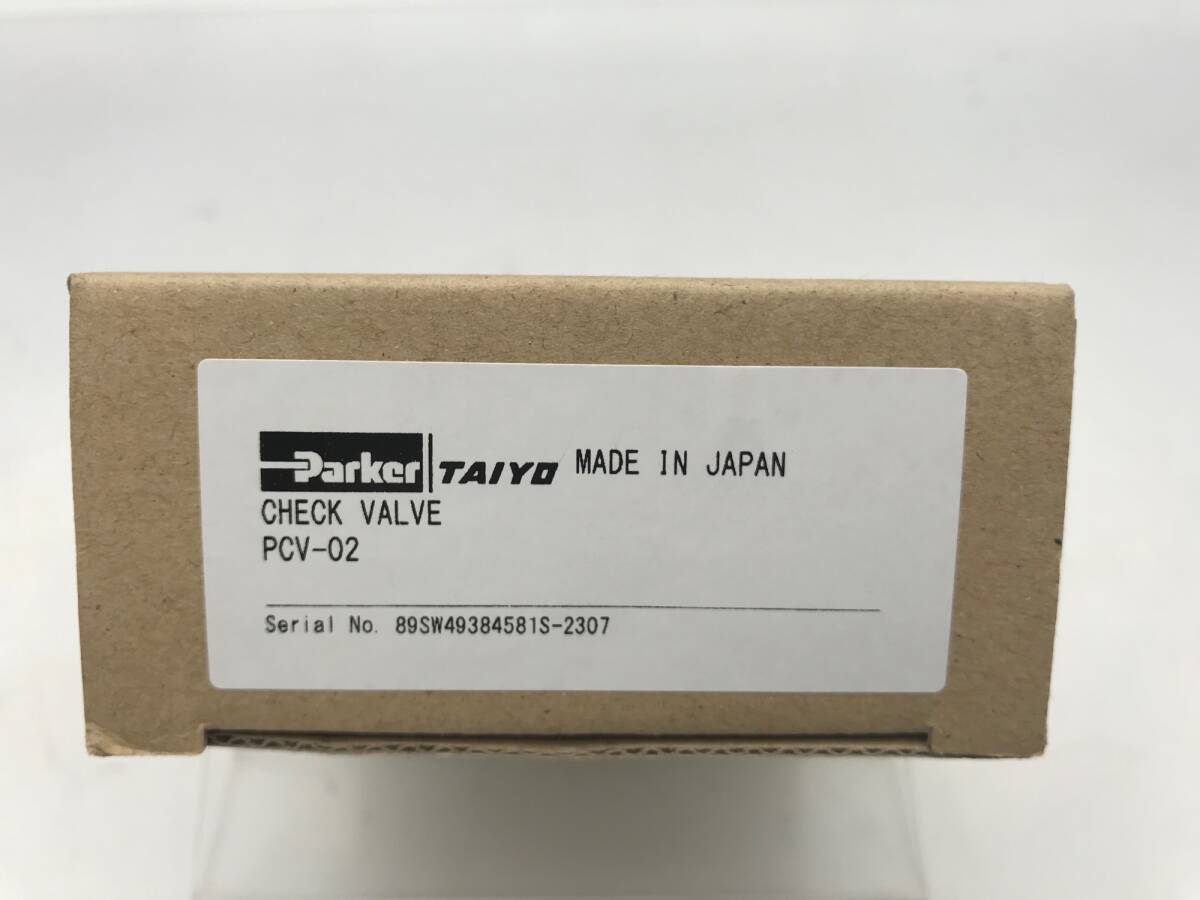 Parker TAIYO MADE IN JAPAN
CHECK VALVE
PCV-02
Serial No. 89SW49384581S-2307